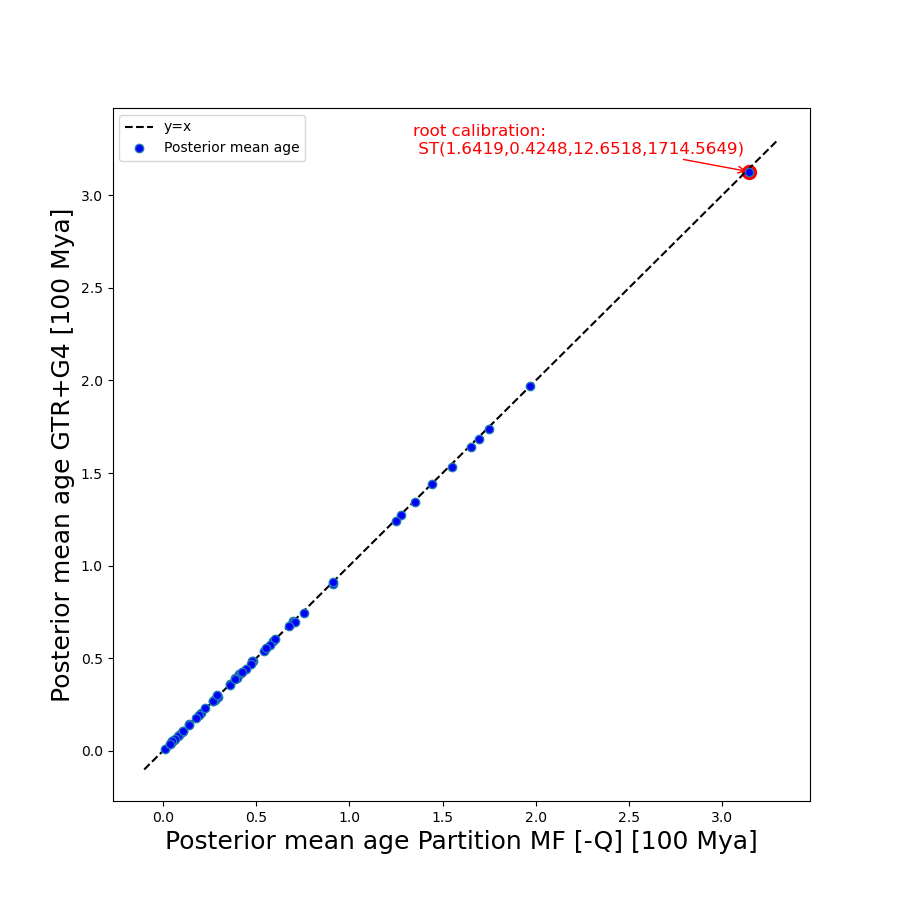 y=x
Posterior mean age
root calibration:
ST(1.6419,0.4248,12.6518,1714.5649)
Posterior mean age GTR+G4 [100 Mya]
3.0
2.5
2.0
1.5
1.0
0.5
0.0
0.0 0.5 1.0 1.5 2.0 2.5 3.0
Posterior mean age Partition MF [-Q] [100 Mya]